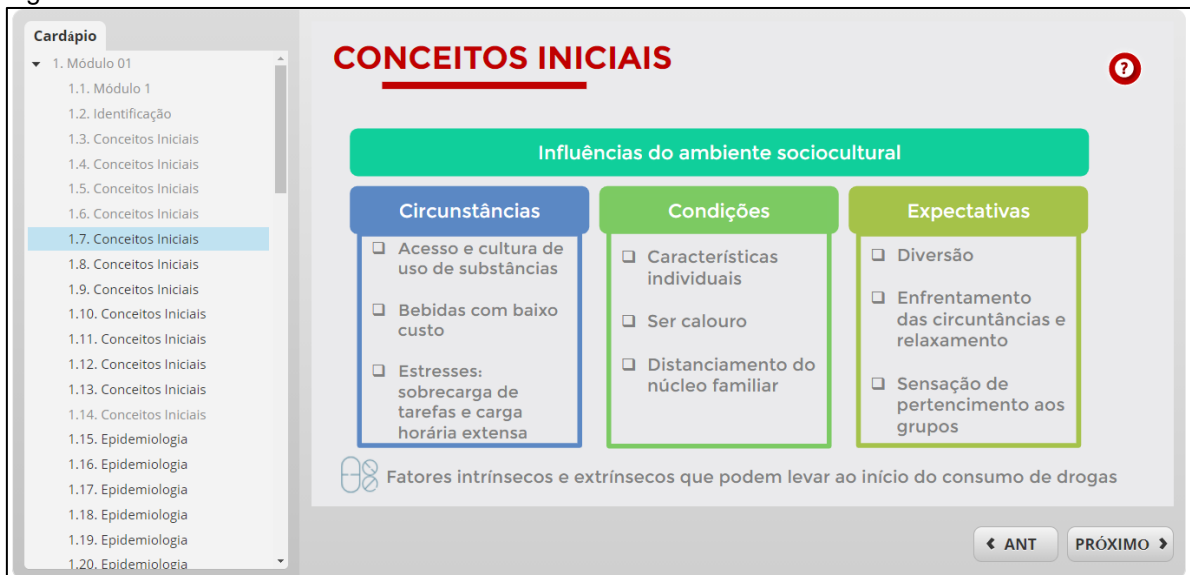 Cardápio
1. Módulo 01
1.1. Módulo 1
1.2. Identificação
1.3. Conceitos Iniciais
1.4. Conceitos Iniciais
1.5. Conceitos Iniciais
1.6. Conceitos Iniciais
1.7. Conceitos Iniciais
1.8. Conceitos Iniciais
1.9. Conceitos Iniciais
1.10. Conceitos Iniciais
1.11. Conceitos Iniciais
1.12. Conceitos Iniciais
1.13. Conceitos Iniciais
1.14. Conceitos Iniciais
1.15. Epidemiologia
1.16. Epidemiologia
1.17. Epidemiologia
1.18. Epidemiologia
1.19. Epidemiologia
1.20. Epidemiologia
CONCEITOS INICIAIS
?
Influências do ambiente sociocultural
Circunstâncias
Acesso e cultura de
uso de substâncias
Bebidas com baixo
custo
Estresses:
sobrecarga de
tarefas e carga
horária extensa
Condições
Características
individuais
Ser calouro
Distanciamento do
núcleo familiar
Expectativas
Diversão
Enfrentamento
das circuntâncias e
relaxamento
Sensação de
pertencimento aos
grupos
Fatores intrínsecos e extrínsecos que podem levar ao início do consumo de drogas
ANT
PRÓXIMO